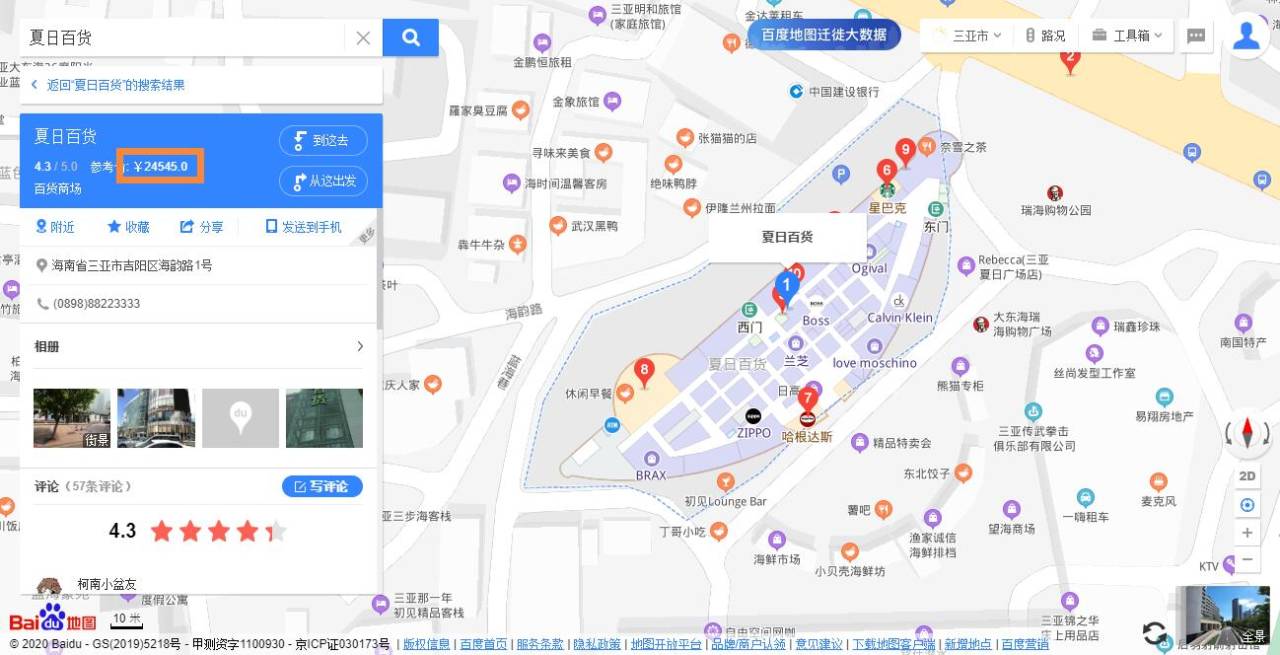 夏日百货
返回"夏日百货"的搜索结果
夏日百货
4.3 / 5.0
¥24545.0
百货商场
到这去
从这出发
附近
收藏
分享
发送到手机
更多
海南省三亚市吉阳区海韵路1号
(0898)88223333
相册
街景
评论（57条评论）
写评论
4.3
柯南小盆友
度假公寓
Bai du 地图
10 米
© 2020 Baidu - GS(2019)5218号 - 甲测资字1100930 - 京ICP证030173号 | 版权信息 | 百度首页 | 服务条款 | 隐私政策 | 地图开放平台 | 品牌/商户认领 | 意见建议 | 下载地图客户端 | 新增地点 | 百度营销
百度地图迁徙大数据
三亚市
路况
工具箱
三亚明和旅馆
(家庭旅馆)
金达莱租车
金鹏恒旅租
2
羅家臭豆腐
金象旅馆
中国建设银行
张猫猫的店
寻味来美食
9
奈雪之茶
P
6
海时间温馨客房
绝味鸭脖
星巴克
瑞海购物公园
伊隆兰州拉面
东门
武汉黑鸭
夏日百货
犇牛牛杂
Ogival
Rebecca(三亚
夏日广场店)
10
1
海韵路
西门
Boss
ck
Calvin Klein
大东海瑞
海购物广场
瑞鑫珍珠
南国特产
兰芝
夏日百货
love moschino
丝尚发型工作室
8
熊猫专柜
休闲早餐
7
易翔房地产
ZIPPO
哈根达斯
三亚传武拳击
俱乐部有限公司
精品特卖会
BRAX
东北饺子
2D
初见Lounge Bar
麦克风
薯吧
一嗨租车
三步海客栈
丁哥小吃
望海商场
渔家诚信
海鲜排档
海鲜市场
小贝壳海鲜坊
KTV
三亚那一年
初见精品客栈
三亚锦之华
床上用品店
自由空间网咖
全景